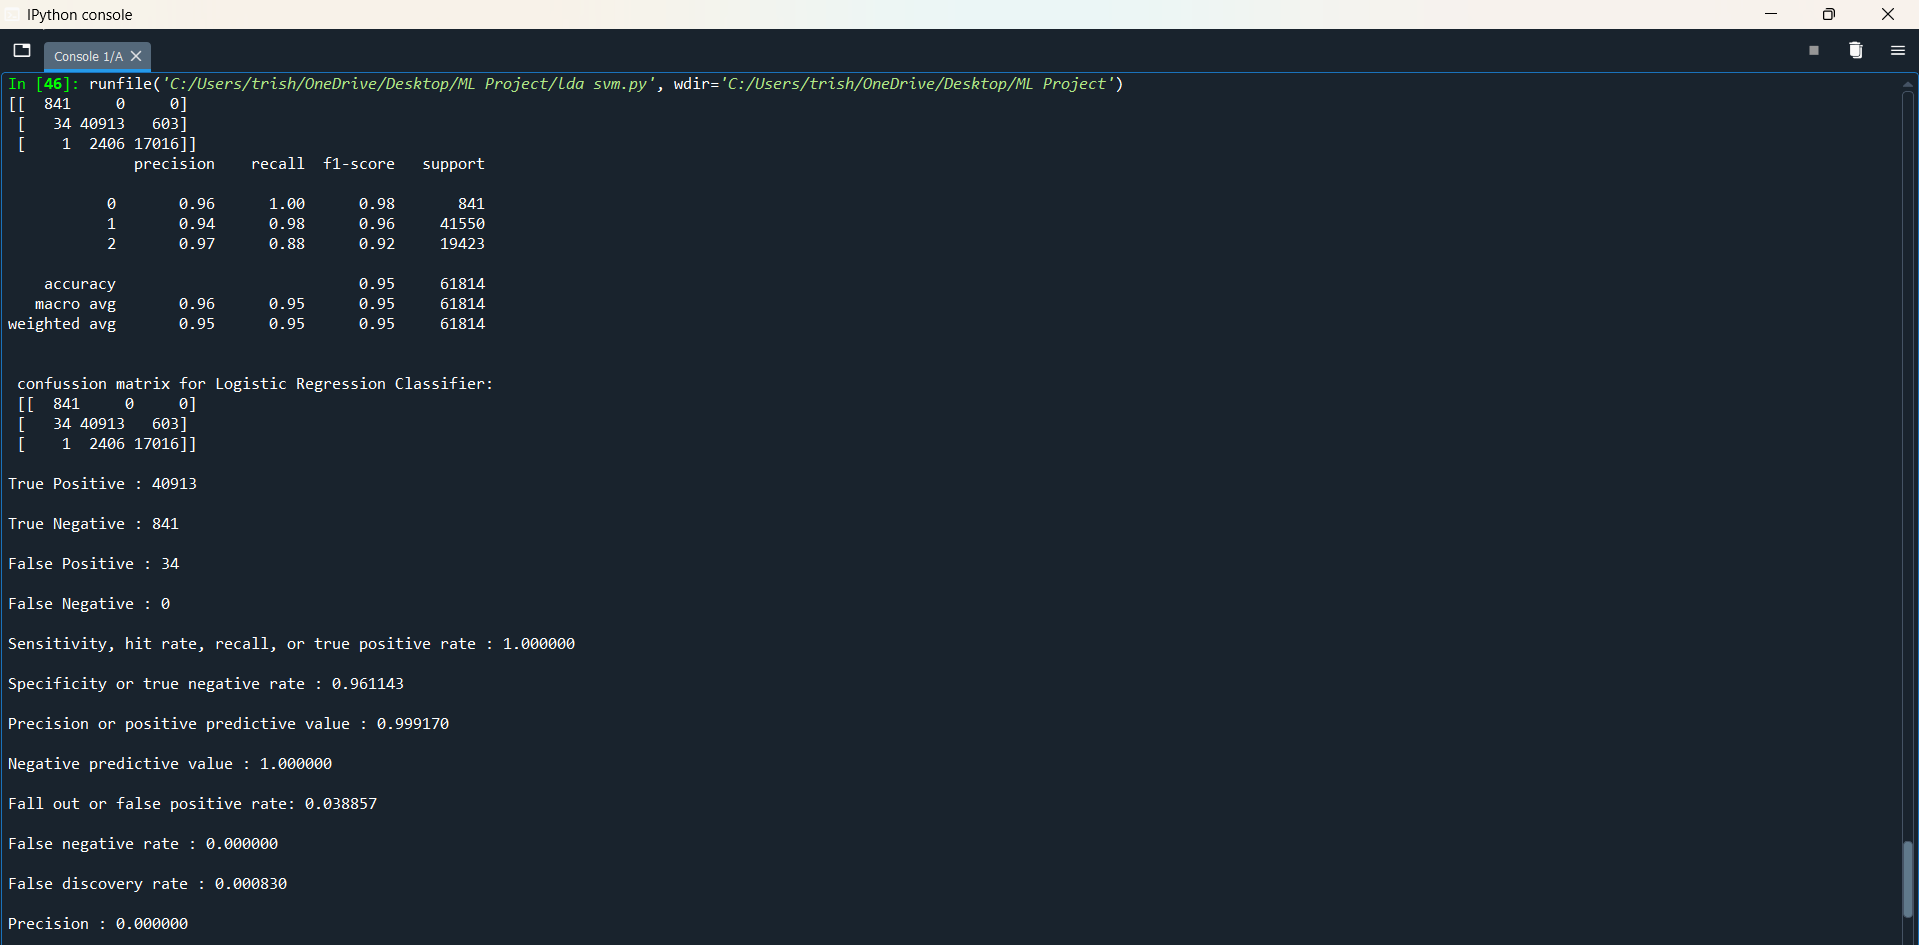 IPython console
Console 1/A
In [46]: runfile('C:/Users/trish/OneDrive/Desktop/ML Project/lda svm.py', wdir='C:/Users/trish/OneDrive/Desktop/ML Project')
[[  841     0     0]
 [   34 40913   603]
 [    1  2406 17016]]
              precision    recall  f1-score   support
           0       0.96      1.00      0.98       841
           1       0.94      0.98      0.96     41550
           2       0.97      0.88      0.92     19423
    accuracy                           0.95     61814
   macro avg       0.96      0.95      0.95     61814
weighted avg       0.95      0.95      0.95     61814
 confussion matrix for Logistic Regression Classifier:
 [[  841     0     0]
 [   34 40913   603]
 [    1  2406 17016]]
True Positive : 40913
True Negative : 841
False Positive : 34
False Negative : 0
Sensitivity, hit rate, recall, or true positive rate : 1.000000
Specificity or true negative rate : 0.961143
Precision or positive predictive value : 0.999170
Negative predictive value : 1.000000
Fall out or false positive rate: 0.038857
False negative rate : 0.000000
False discovery rate : 0.000830
Precision : 0.000000